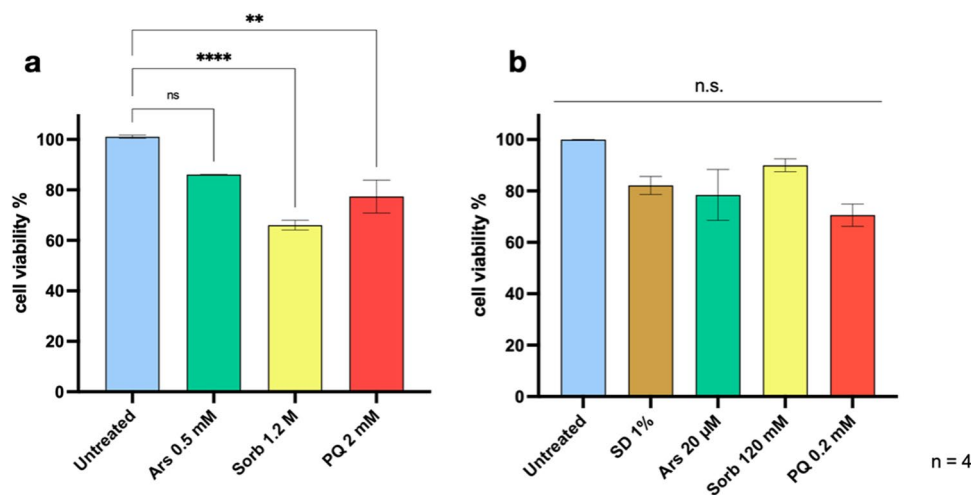 a
**
****
ns
cell viability %
100
80
60
40
20
0
Untreated
Ars 0.5 mM
Sorb 1.2 M
PQ 2 mM
b
n.s.
cell viability %
100
80
60
40
20
0
Untreated
SD 1%
Ars 20 µM
Sorb 120 mM
PQ 0.2 mM
n = 4